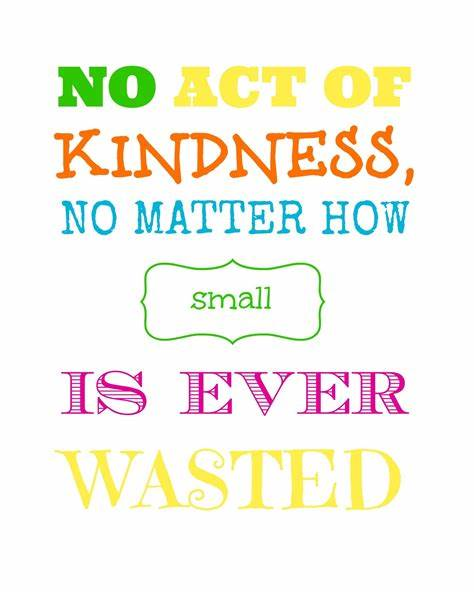 NO ACT OF
KINDNESS,
NO MATTER HOW
small
IS EVER
WASTED